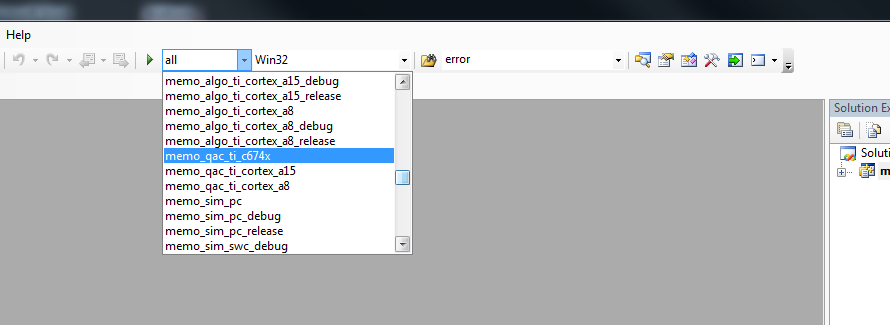 Help
all Win32 error
memo_algo_ti_cortex_a15_debug
memo_algo_ti_cortex_a15_release
memo_algo_ti_cortex_a8
memo_algo_ti_cortex_a8_debug
memo_algo_ti_cortex_a8_release
memo_qac_ti_c674x
memo_qac_ti_cortex_a15
memo_qac_ti_cortex_a8
memo_sim_pc
memo_sim_pc_debug
memo_sim_pc_release
memo_sim_swc_debug
Solution Ex
Soluti
m